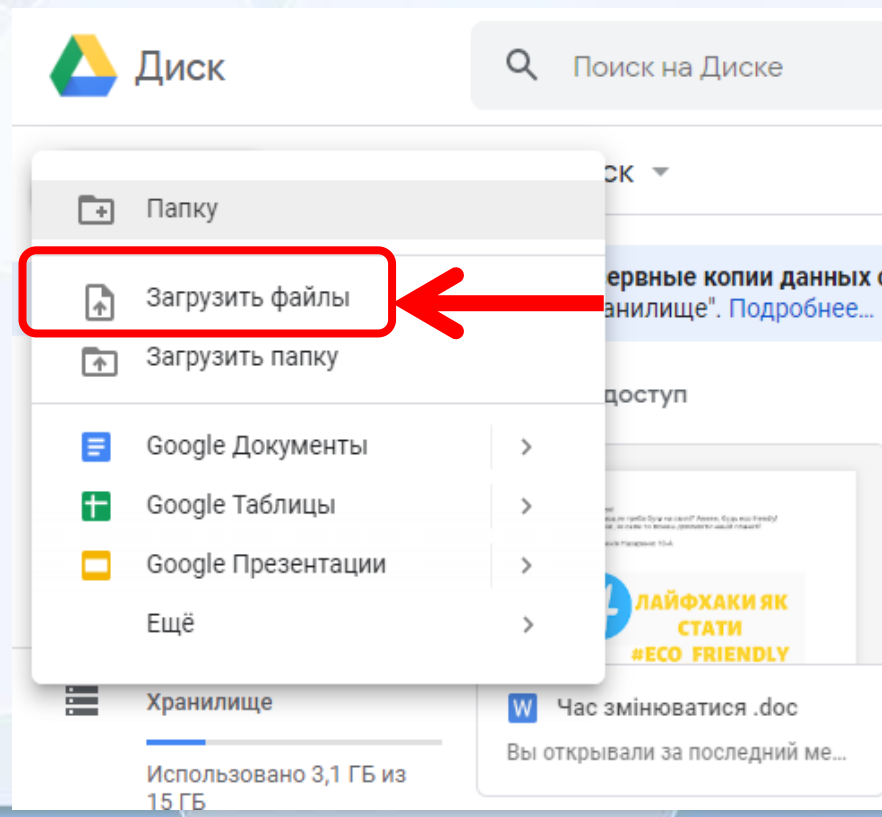 Диск
Поиск на Диске
ск
Папку
Загрузить файлы
Загрузить папку
ервные копии данных
анилище". Подробнее...
доступ
Google Документы
Google Таблицы
Google Презентации
Ещё
ЛАЙФХАКИ ЯК
СТАТИ
#ECO FRIENDLY
Хранилище
Использовано 3,1 ГБ из
15 ГБ
W Час змінюватися .doc
Вы открывали за последний ме...